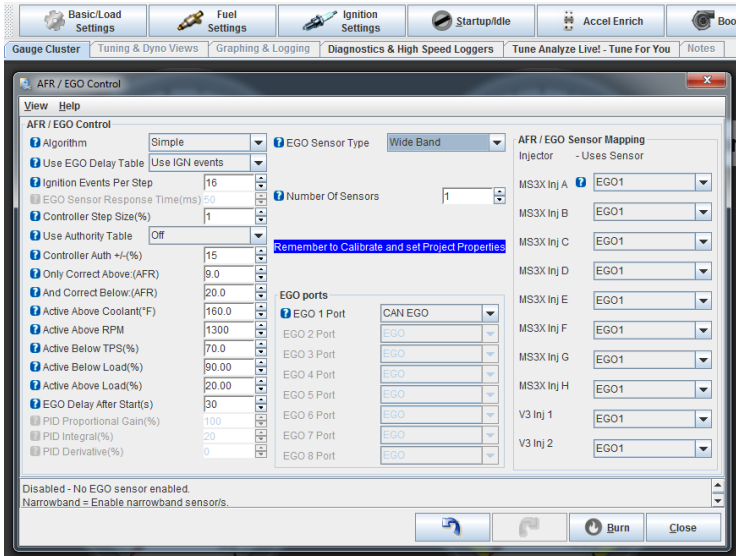 Basic/Load
Settings
Fuel
Settings
Ignition
Settings
Startup/Idle
Accel Enrich
Boo
Gauge Cluster
Tuning & Dyno Views
Graphing & Logging
Diagnostics & High Speed Loggers
Tune Analyze Live! - Tune For You
Notes
AFR / EGO Control
View Help
AFR / EGO Control
Algorithm Simple
Use EGO Delay Table Use IGN events
Ignition Events Per Step 16
EGO Sensor Response Time(ms) 50
Controller Step Size(%) 1
Use Authority Table Off
Controller Auth +/-(%) 15
Only Correct Above:(AFR) 9.0
And Correct Below:(AFR) 20.0
Active Above Coolant(°F) 160.0
Active Above RPM 1300
Active Below TPS(%) 70.0
Active Below Load(%) 90.00
Active Above Load(%) 20.00
EGO Delay After Start(s) 30
PID Proportional Gain(%) 100
PID Integral(%) 20
PID Derivative(%) 0
EGO Sensor Type Wide Band
Number Of Sensors 1
Remember to Calibrate and set Project Properties
EGO ports
EGO 1 Port CAN EGO
EGO 2 Port EGO
EGO 3 Port EGO
EGO 4 Port EGO
EGO 5 Port EGO
EGO 6 Port EGO
EGO 7 Port EGO
EGO 8 Port EGO
AFR / EGO Sensor Mapping
Injector - Uses Sensor
MS3X Inj A EGO1
MS3X Inj B EGO1
MS3X Inj C EGO1
MS3X Inj D EGO1
MS3X Inj E EGO1
MS3X Inj F EGO1
MS3X Inj G EGO1
MS3X Inj H EGO1
V3 Inj 1 EGO1
V3 Inj 2 EGO1
Disabled - No EGO sensor enabled.
Narrowband = Enable narrowband sensor/s.
Burn
Close